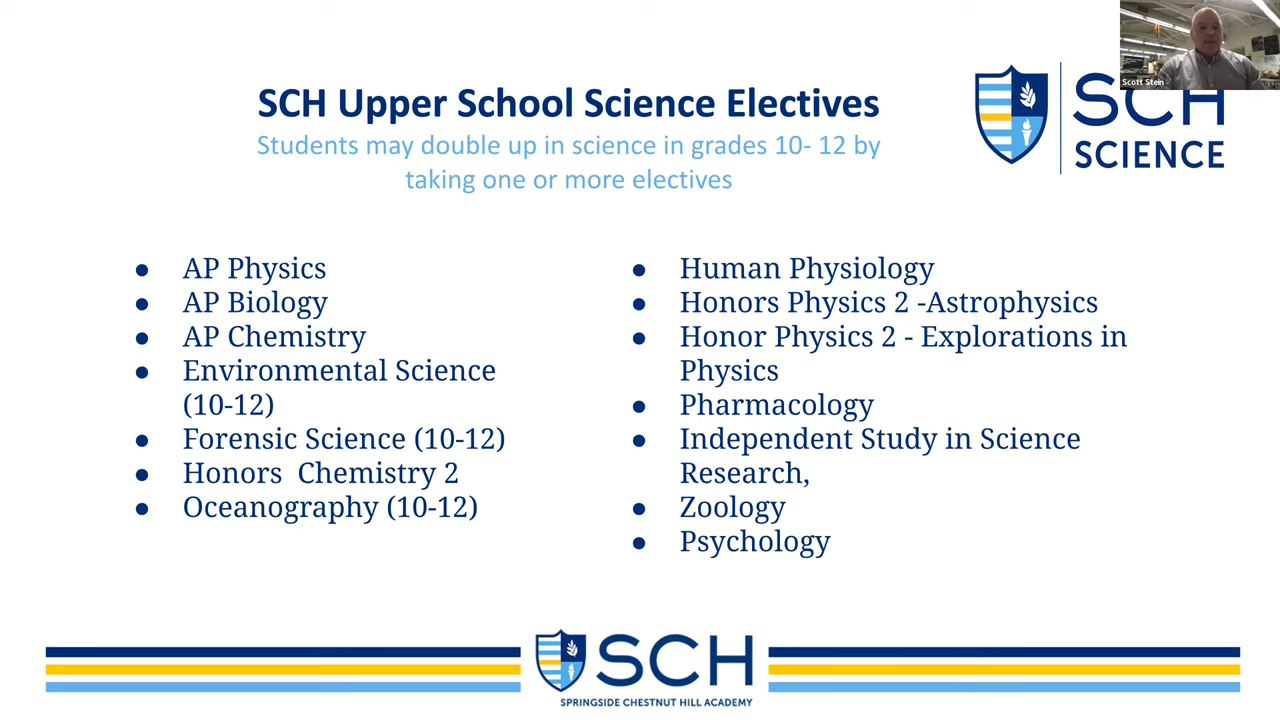 SCH Upper School Science Electives
Students may double up in science in grades 10- 12 by
taking one or more electives
Scott Stein
SCH
SCIENCE
● AP Physics
● AP Biology
● AP Chemistry
● Environmental Science
(10-12)
● Forensic Science (10-12)
● Honors  Chemistry 2
● Oceanography (10-12)
● Human Physiology
● Honors Physics 2 -Astrophysics
● Honor Physics 2 - Explorations in
Physics
● Pharmacology
● Independent Study in Science
Research,
● Zoology
● Psychology
SCH
SPRINGSIDE CHESTNUT HILL ACADEMY